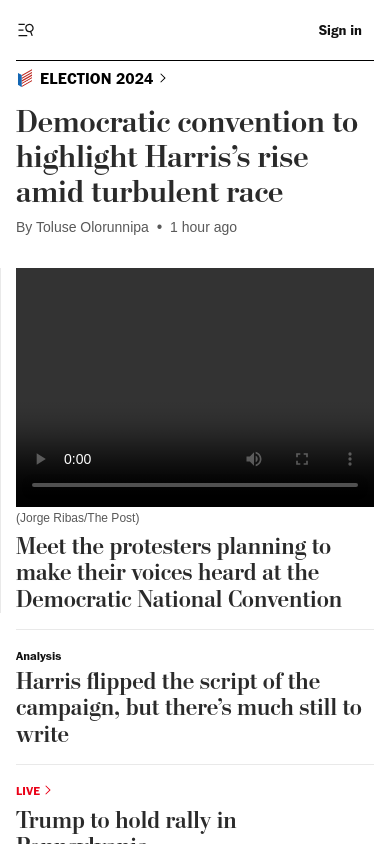 Sign in
ELECTION 2024
Democratic convention to
highlight Harris’s rise
amid turbulent race
By Toluse Olorunnipa • 1 hour ago
0:00
(Jorge Ribas/The Post)
Meet the protesters planning to
make their voices heard at the
Democratic National Convention
Analysis
Harris flipped the script of the
campaign, but there’s much still to
write
LIVE
Trump to hold rally in
Pennsylvania